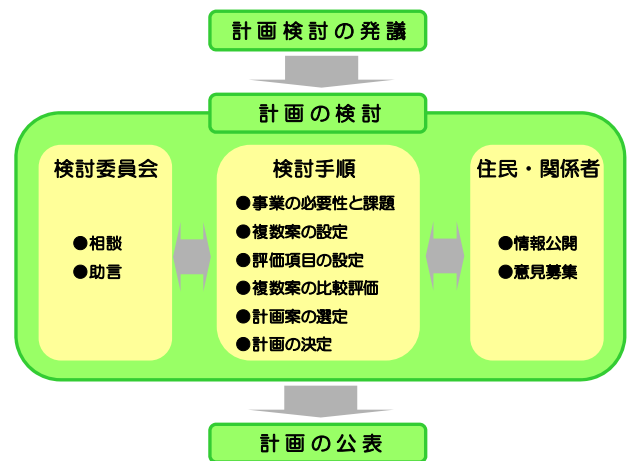 計画検討の発議
計画の検討
検討委員会
●相談
●助言
検討手順
●事業の必要性と課題
●複数案の設定
●評価項目の設定
●複数案の比較評価
●計画案の選定
●計画の決定
住民・関係者
●情報公開
●意見募集
計画の公表